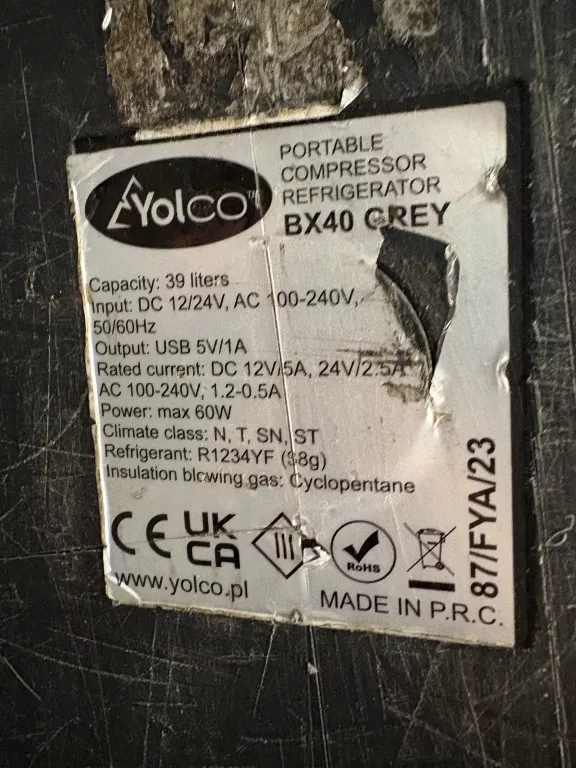 Yolco™
PORTABLE
COMPRESSOR
REFRIGERATOR
BX40 GREY
Capacity: 39 liters
Input: DC 12/24V, AC 100-240V,
50/60Hz
Output: USB 5V/1A
Rated current: DC 12V/5A, 24V/2.5A
AC 100-240V, 1.2-0.5A
Power: max 60W
Climate class: N, T, SN, ST
Refrigerant: R1234YF (38g)
Insulation blowing gas: Cyclopentane
CE UK
CA
III
RoHS
www.yolco.pl
MADE IN P.R.C.
87/FYA/23